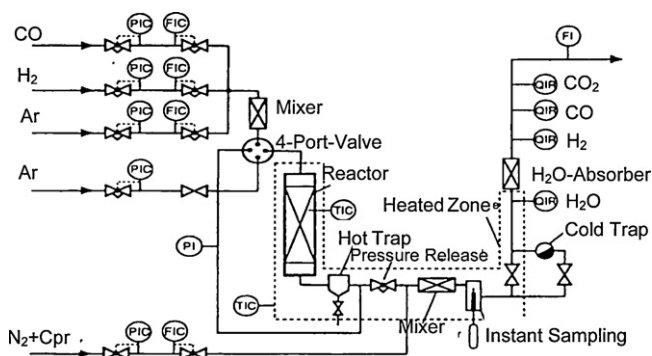 CO
PIC
FIC
H2
PIC
FIC
Ar
PIC
FIC
Mixer
4-Port-Valve
Ar
PIC
Reactor
TIC
PI
Heated Zone
Hot Trap
Pressure Release
TIC
Mixer
Instant Sampling
N2+Cpr
PIC
FIC
FI
QIR CO2
QIR CO
QIR H2
H2O-Absorber
QIR H2O
Cold Trap